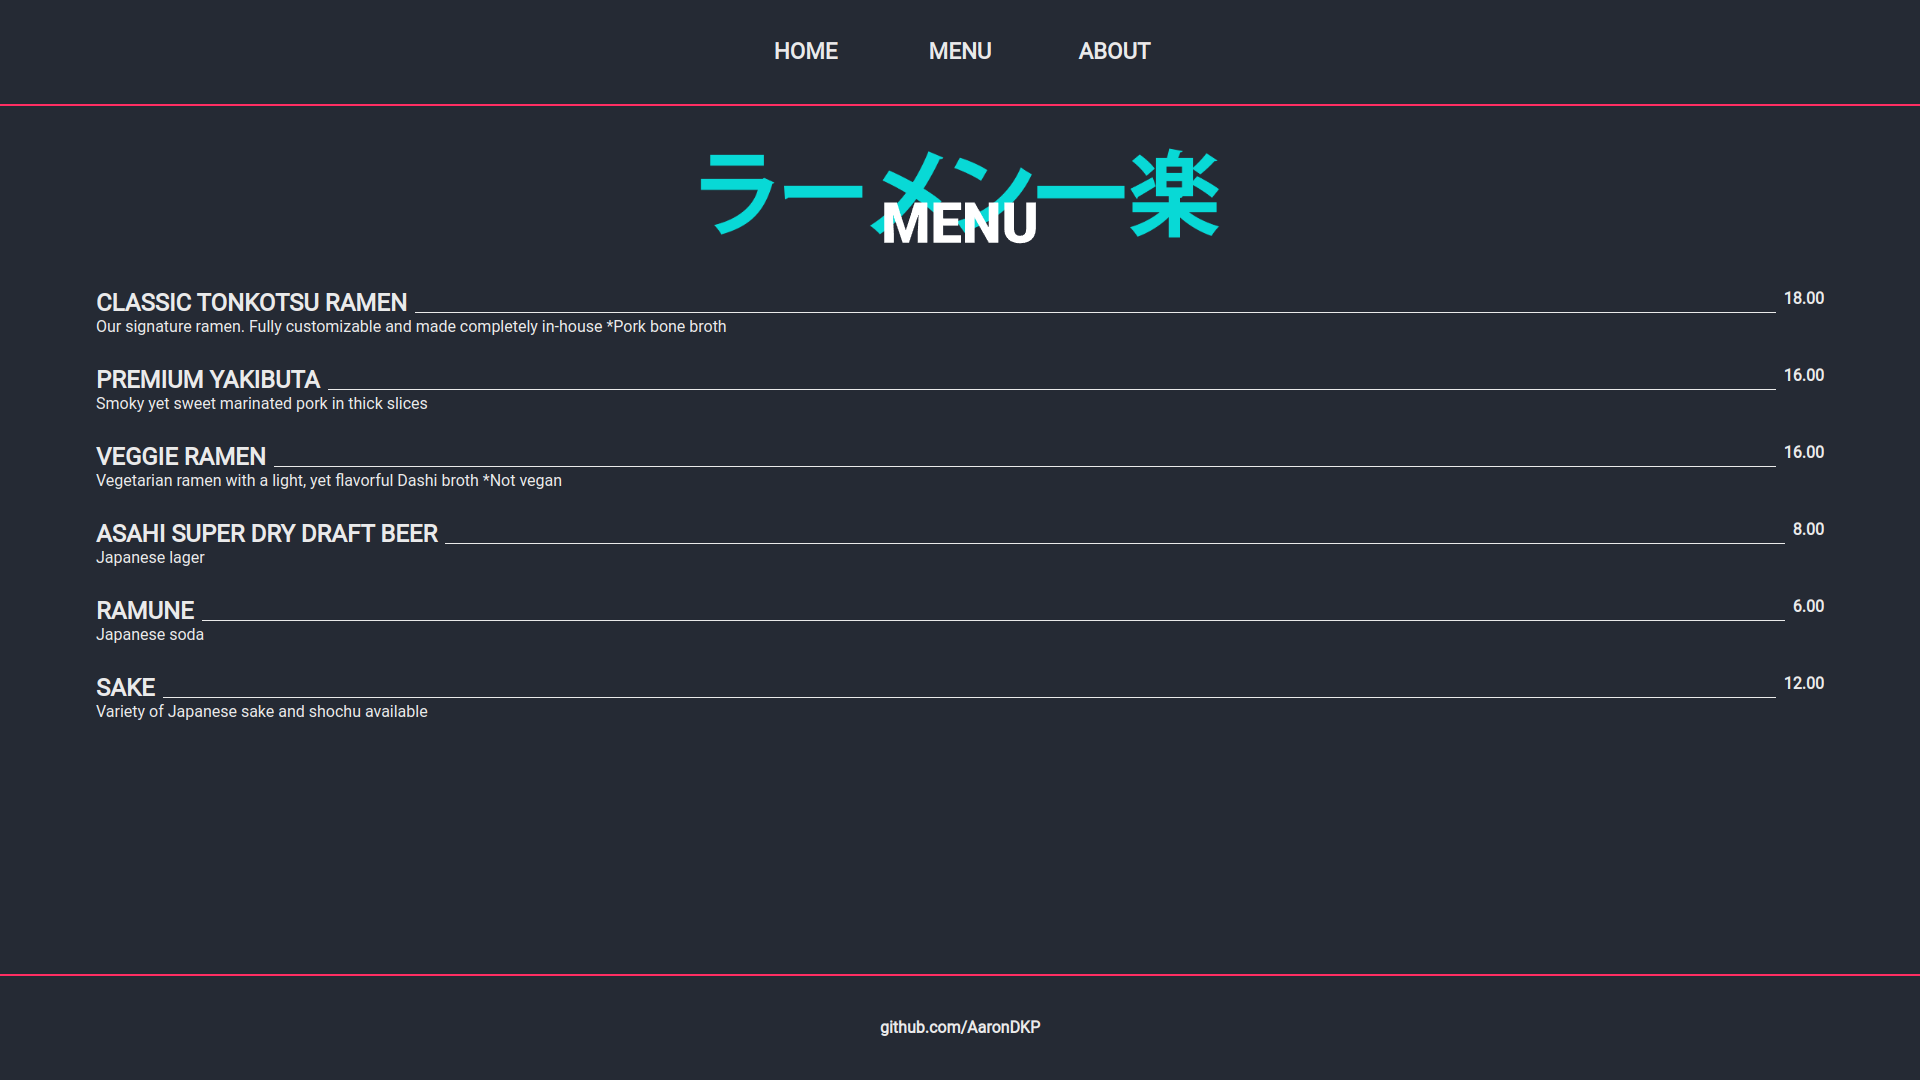 HOME MENU ABOUT
ラーメン一楽
MENU
CLASSIC TONKOTSU RAMEN 18.00
Our signature ramen. Fully customizable and made completely in-house *Pork bone broth
PREMIUM YAKIBUTA 16.00
Smoky yet sweet marinated pork in thick slices
VEGGIE RAMEN 16.00
Vegetarian ramen with a light, yet flavorful Dashi broth *Not vegan
ASAHI SUPER DRY DRAFT BEER 8.00
Japanese lager
RAMUNE 6.00
Japanese soda
SAKE 12.00
Variety of Japanese sake and shochu available
github.com/AaronDKP